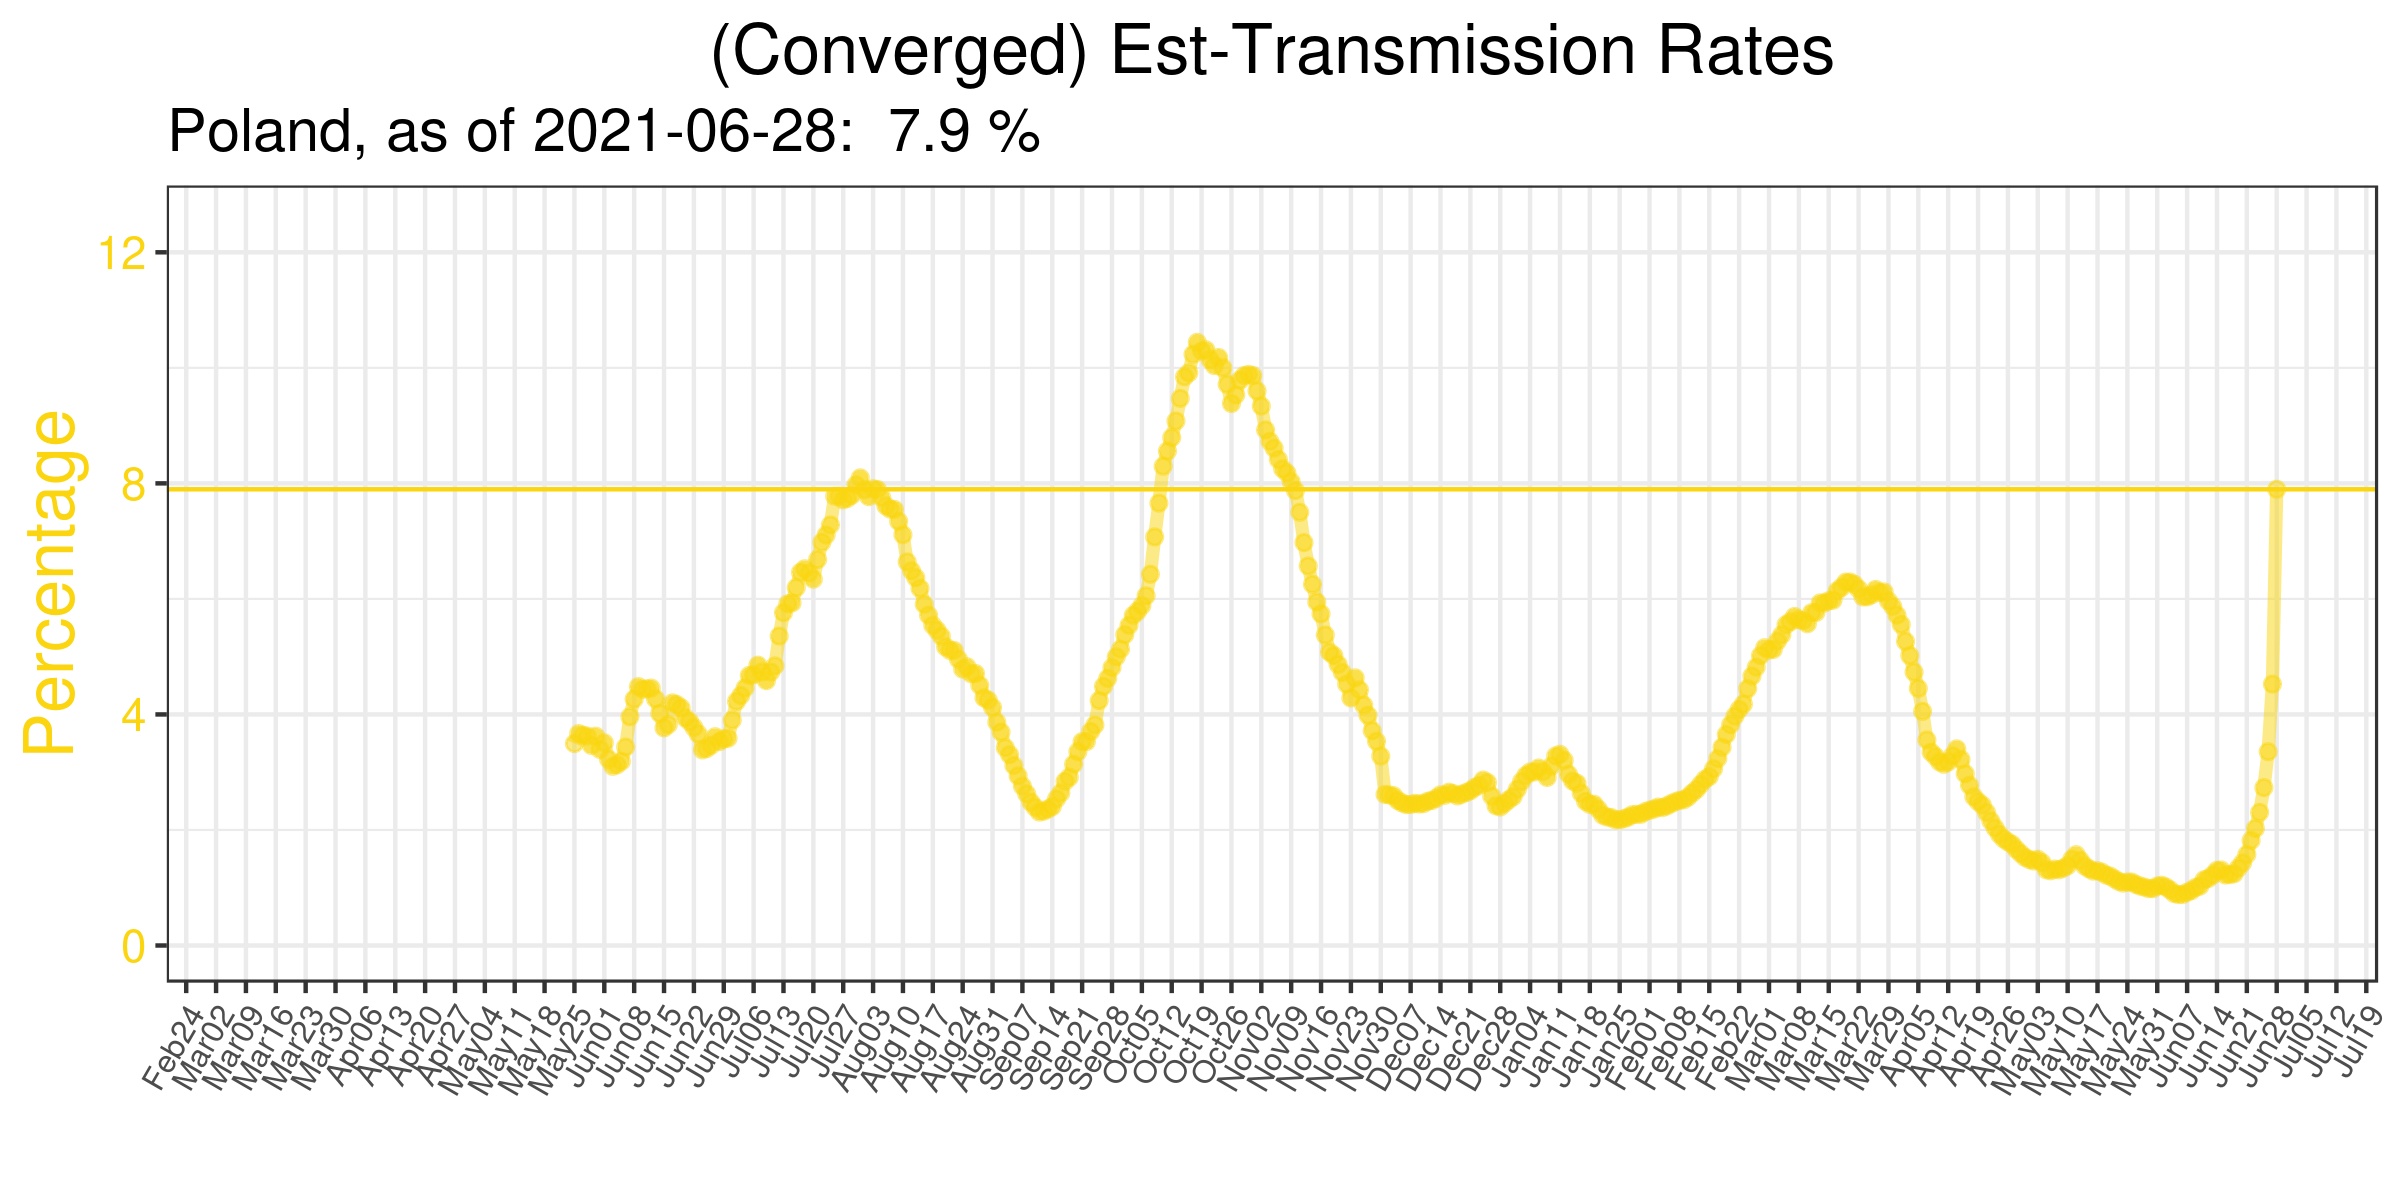 (Converged) Est-Transmission Rates
Poland, as of 2021-06-28: 7.9 %
Percentage
12
8
4
0
Feb24
Mar02
Mar09
Mar16
Mar23
Mar30
Apr06
Apr13
Apr20
Apr27
May04
May11
May18
May25
Jun01
Jun08
Jun15
Jun22
Jun29
Jul06
Jul13
Jul20
Jul27
Aug03
Aug10
Aug17
Aug24
Aug31
Sep07
Sep14
Sep21
Sep28
Oct05
Oct12
Oct19
Oct26
Nov02
Nov09
Nov16
Nov23
Nov30
Dec07
Dec14
Dec21
Dec28
Jan04
Jan11
Jan18
Jan25
Feb01
Feb08
Feb15
Feb22
Mar01
Mar08
Mar15
Mar22
Mar29
Apr05
Apr12
Apr19
Apr26
May03
May10
May17
May24
May31
Jun07
Jun14
Jun21
Jun28
Jul05
Jul12
Jul19